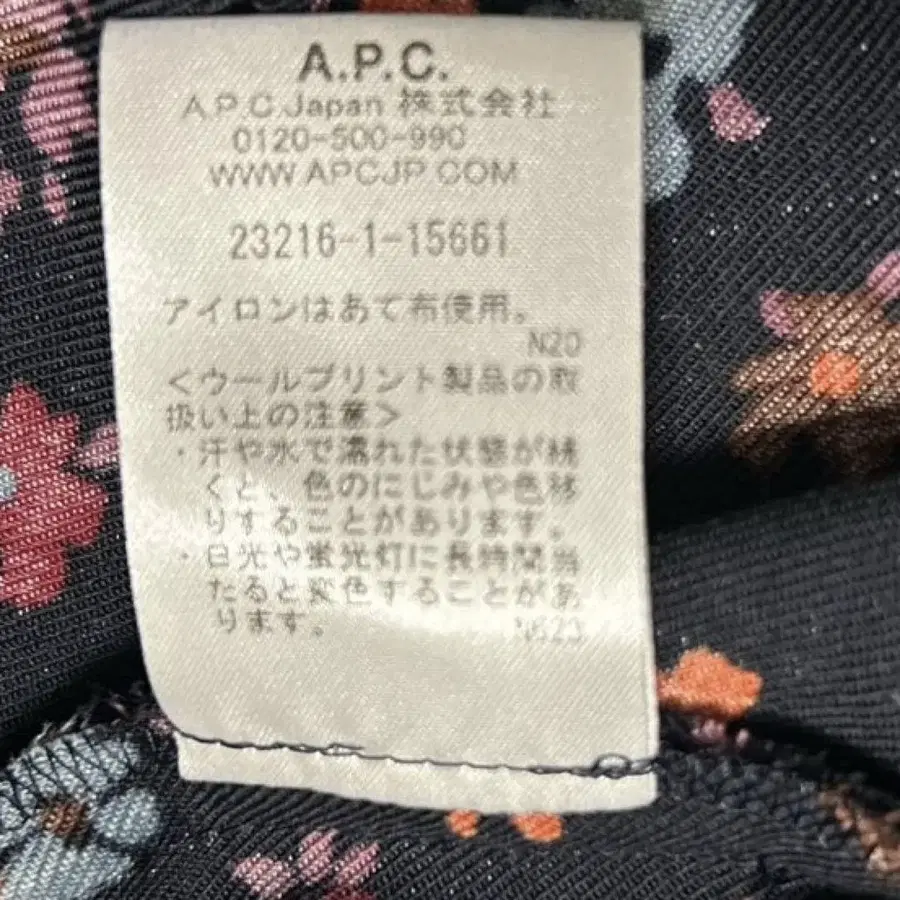 A.P.C.
A.P.C.Japan 株式会社
0120-500-990
WWW.APCJP.COM
23216-1-15661
アイロンはあて布使用。
N20
<ウールプリント製品の取
扱い上の注意>
・汗や水で濡れた状態が続
くと、色のにじみや色移
りすることがあります。
・日光や蛍光灯に長時間当
たると変色することがあ
ります。
N623